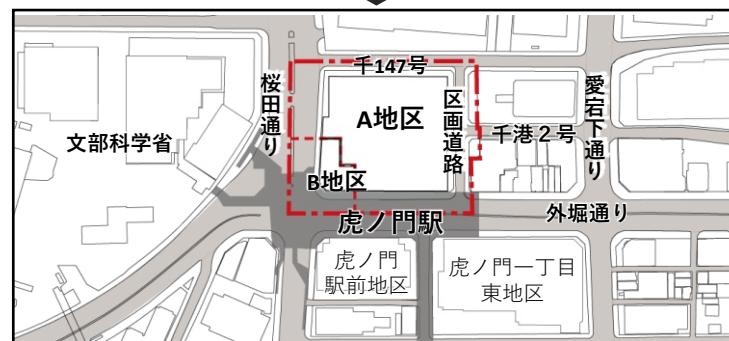 千147号
桜田通り
文部科学省
A地区
区画道路
千港２号
愛宕下通り
B地区
虎ノ門駅
外堀通り
虎ノ門
駅前地区
虎ノ門一丁目
東地区